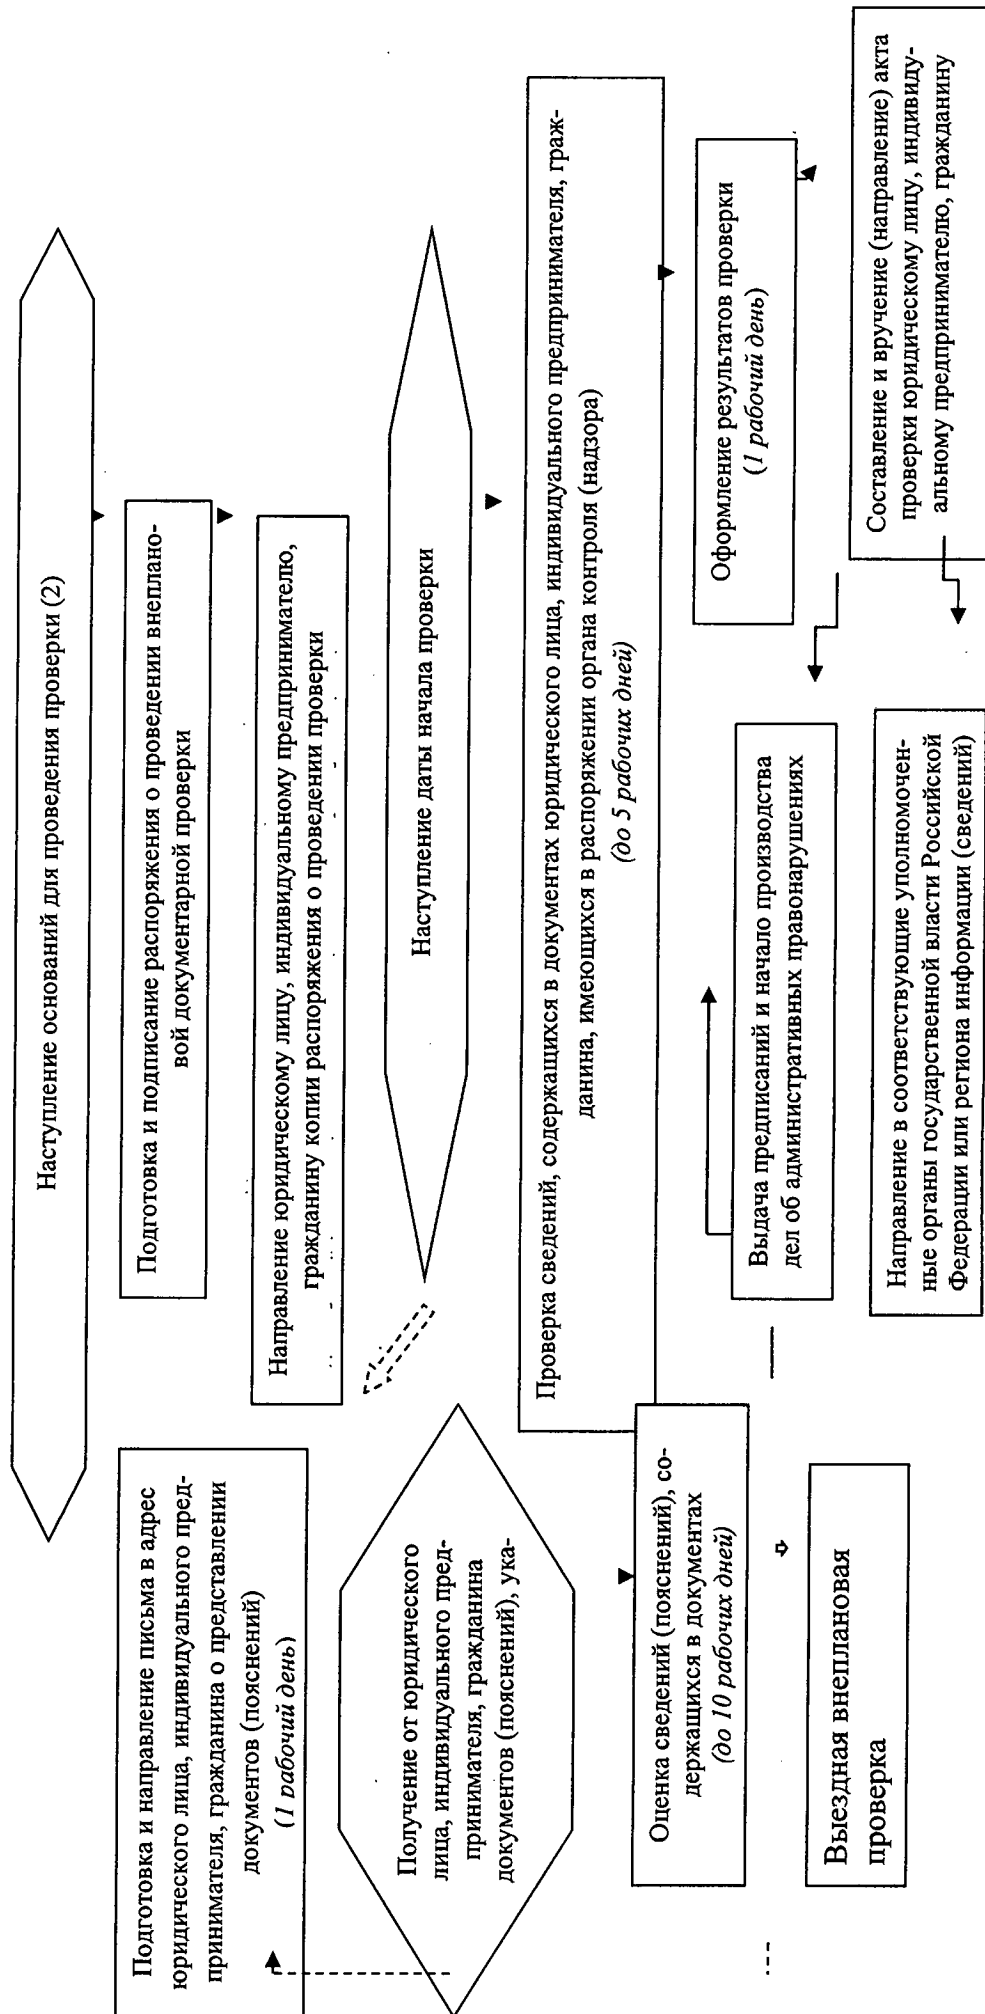 Наступление оснований для проверки (2)
Подготовка и подписание распоряжения о проведении внеплано-
вой документарной проверки
Направление юридическому лицу, индивидуальному предпринимателю,
гражданину копии распоряжения о проведении проверки
Наступление даты начала проверки
Проверка сведений, содержащихся в документах юридического лица, индивидуального предпринимателя, граж-
данина, имеющихся в распоряжении органа контроля (надзора)
(до 5 рабочих дней)
Подготовка и направление письма в адрес
юридического лица, индивидуального пред-
принимателя, гражданина о представлении
документов (пояснений)
(1 рабочий день)
Получение от юридического
лица, индивидуального пред-
принимателя, гражданина
документов (пояснений), ука-
Оценка сведений (пояснений), со-
держащихся в документах
(до 10 рабочих дней)
Выездная внеплановая
проверка
Оформление результатов проверки
(1 рабочий день)
Выдача предписаний и начало производства
дел об административных правонарушениях
Составление и вручение (направление) акта
проверки юридическому лицу, индивиду-
альному предпринимателю, гражданину
Направление в соответствующие уполномочен-
ные органы государственной власти Российской
Федерации или региона информации (сведений)